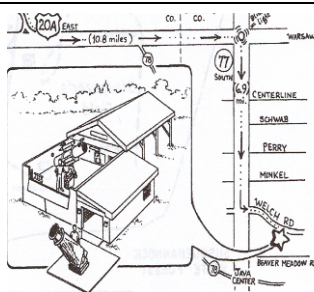 20A EAST
(10.8 miles)
CO. CO.
78
WARSAW
77
SOUTH
6.9
mi.
CENTERLINE
SCHWAB
PERRY
MINKEL
WELCH RD
78
JAVA
CENTER
BEAVER MEADOW R